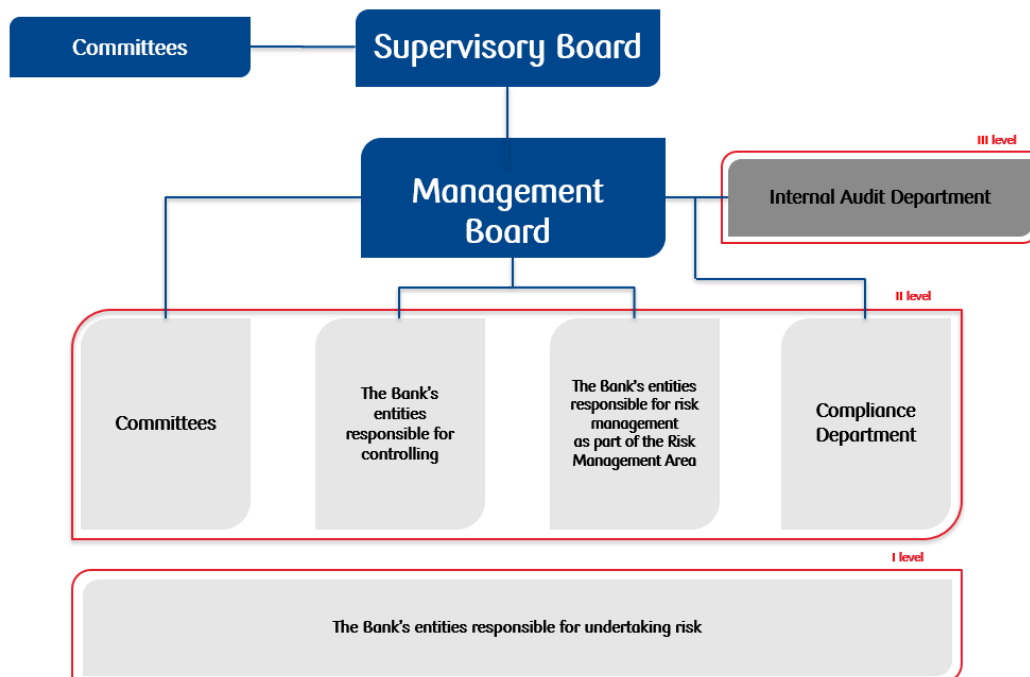 Committees
Supervisory Board
III level
Management
Board
Internal Audit Department
II level
Committees
The Bank's
entities
responsible for
controlling
The Bank's entities
responsible for risk
management
as part of the Risk
Management Area
Compliance
Department
I level
The Bank's entities responsible for undertaking risk